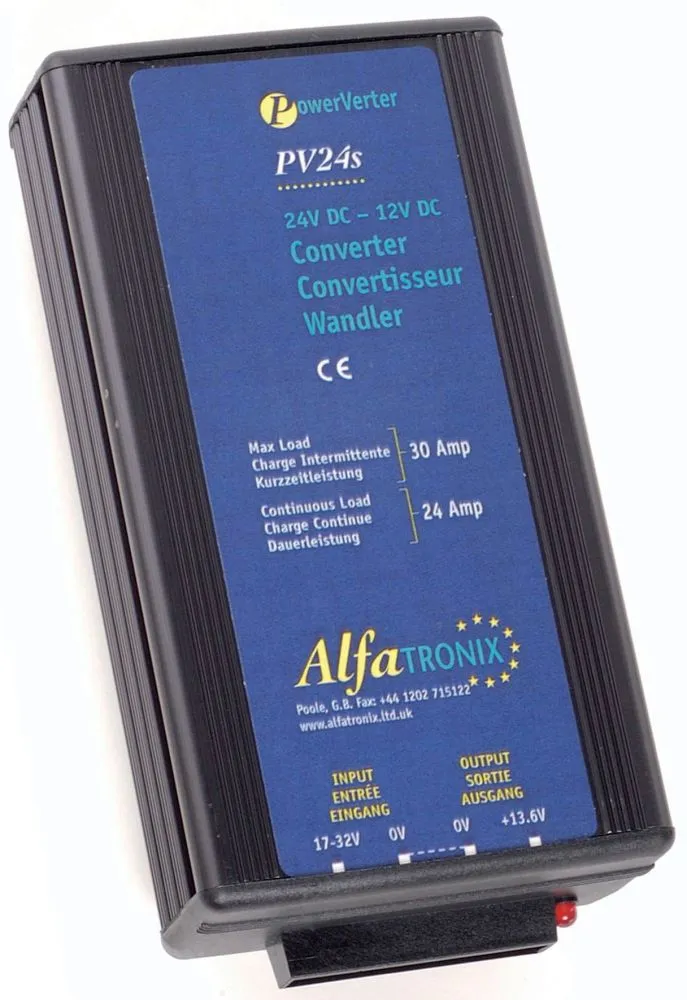 PowerVerter
PV24s
24V DC – 12V DC
Converter
Convertisseur
Wandler
CE
Max Load
Charge Intermittente
Kurzzeitleistung
30 Amp
Continuous Load
Charge Continue
Dauerleistung
24 Amp
AlfaTRONIX
Poole, G.B. Fax: +44 1202 715122
www.alfatronix.ltd.uk
INPUT
ENTRÉE
EINGANG
OUTPUT
SORTIE
AUSGANG
17-32V 0V 0V +13.6V